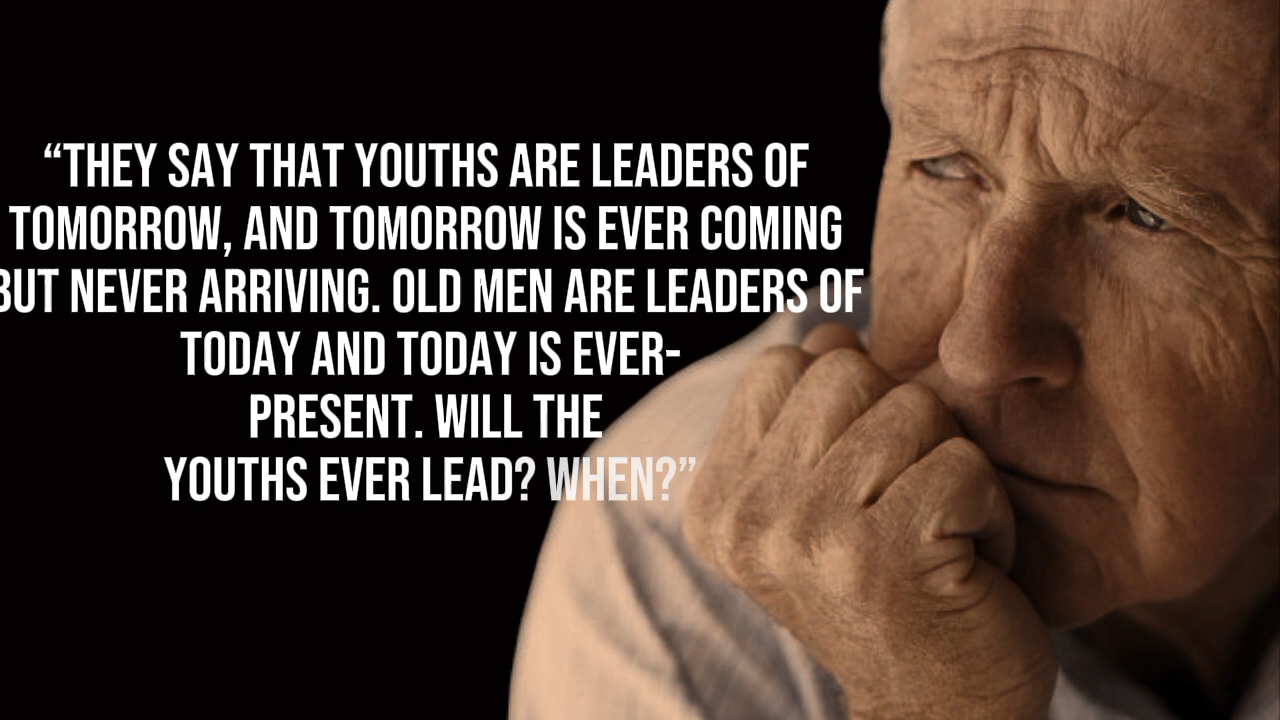 “THEY SAY THAT YOUTHS ARE LEADERS OF
TOMORROW, AND TOMORROW IS EVER COMING
BUT NEVER ARRIVING. OLD MEN ARE LEADERS OF
TODAY AND TODAY IS EVER-
PRESENT. WILL THE
YOUTHS EVER LEAD? WHEN?”